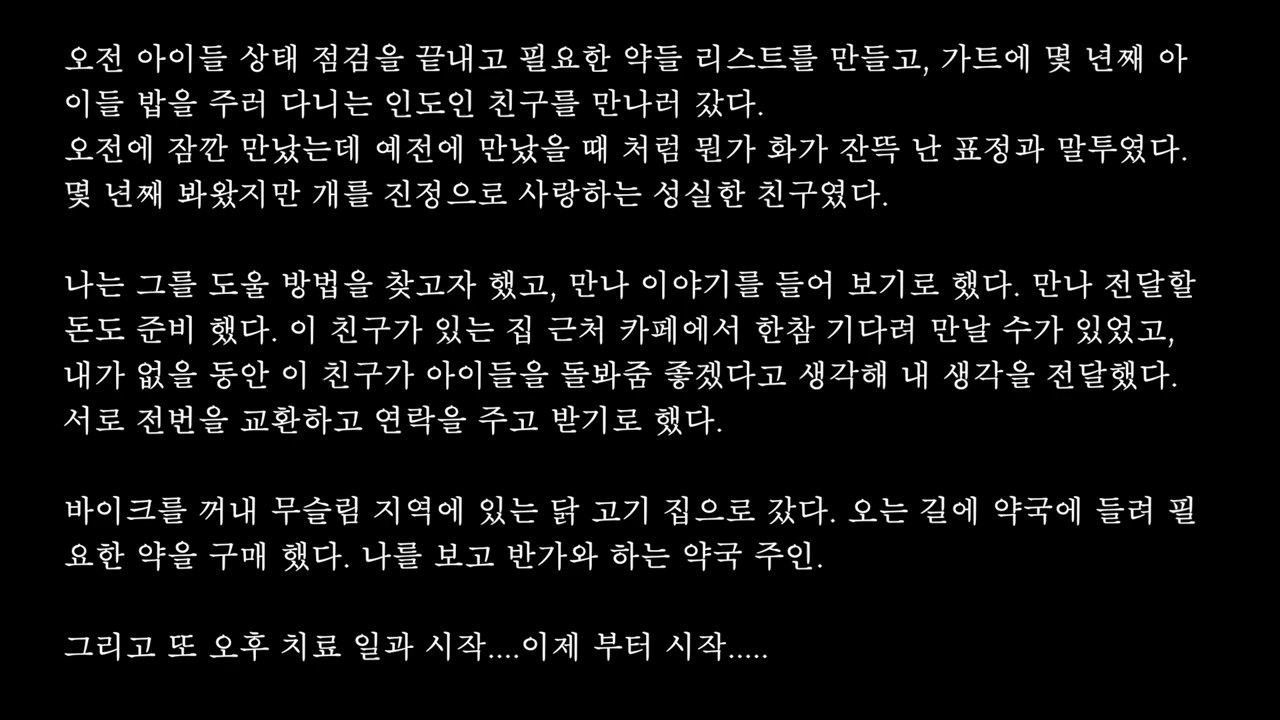 오전 아이들 상태 점검을 끝내고 필요한 약들 리스트를 만들고, 가트에 몇 년째 아
이들 밥을 주러 다니는 인도인 친구를 만나러 갔다.
오전에 잠깐 만났는데 예전에 만났을 때 처럼 뭔가 화가 잔뜩 난 표정과 말투였다.
몇 년째 봐왔지만 개를 진정으로 사랑하는 성실한 친구였다.
나는 그를 도울 방법을 찾고자 했고, 만나 이야기를 들어 보기로 했다. 만나 전달할
돈도 준비 했다. 이 친구가 있는 집 근처 카페에서 한참 기다려 만날 수가 있었고,
내가 없을 동안 이 친구가 아이들을 돌봐줌 좋겠다고 생각해 내 생각을 전달했다.
서로 전번을 교환하고 연락을 주고 받기로 했다.
바이크를 꺼내 무슬림 지역에 있는 닭 고기 집으로 갔다. 오는 길에 약국에 들려 필
요한 약을 구매 했다. 나를 보고 반가와 하는 약국 주인.
그리고 또 오후 치료 일과 시작....이제 부터 시작.....